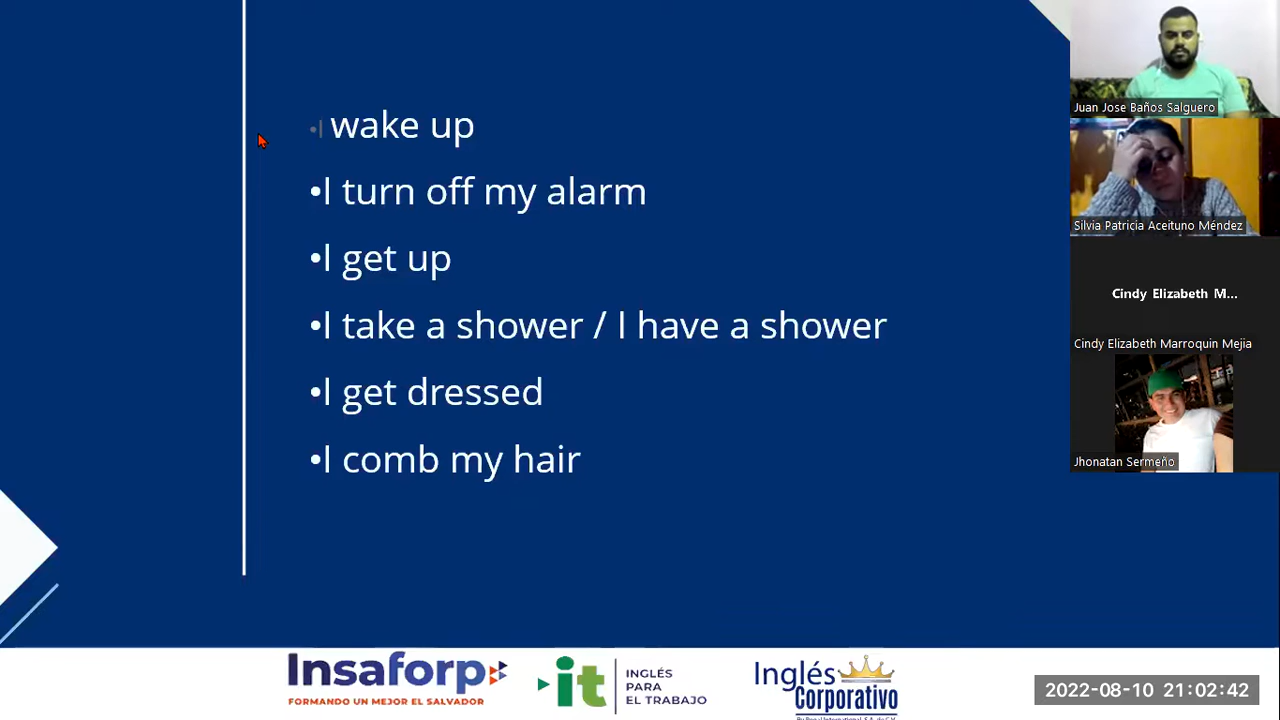 •I wake up
•I turn off my alarm
•I get up
•I take a shower / I have a shower
•I get dressed
•I comb my hair
Juan Jose Baños Salguero
Silvia Patricia Aceituno Méndez
Cindy Elizabeth M...
Cindy Elizabeth Marroquin Mejia
Jhonatan Sermeño
Insaforp
FORMANDO UN MEJOR EL SALVADOR
it
INGLÉS
PARA
EL TRABAJO
Inglés
Corporativo
2022-08-10 21:02:42